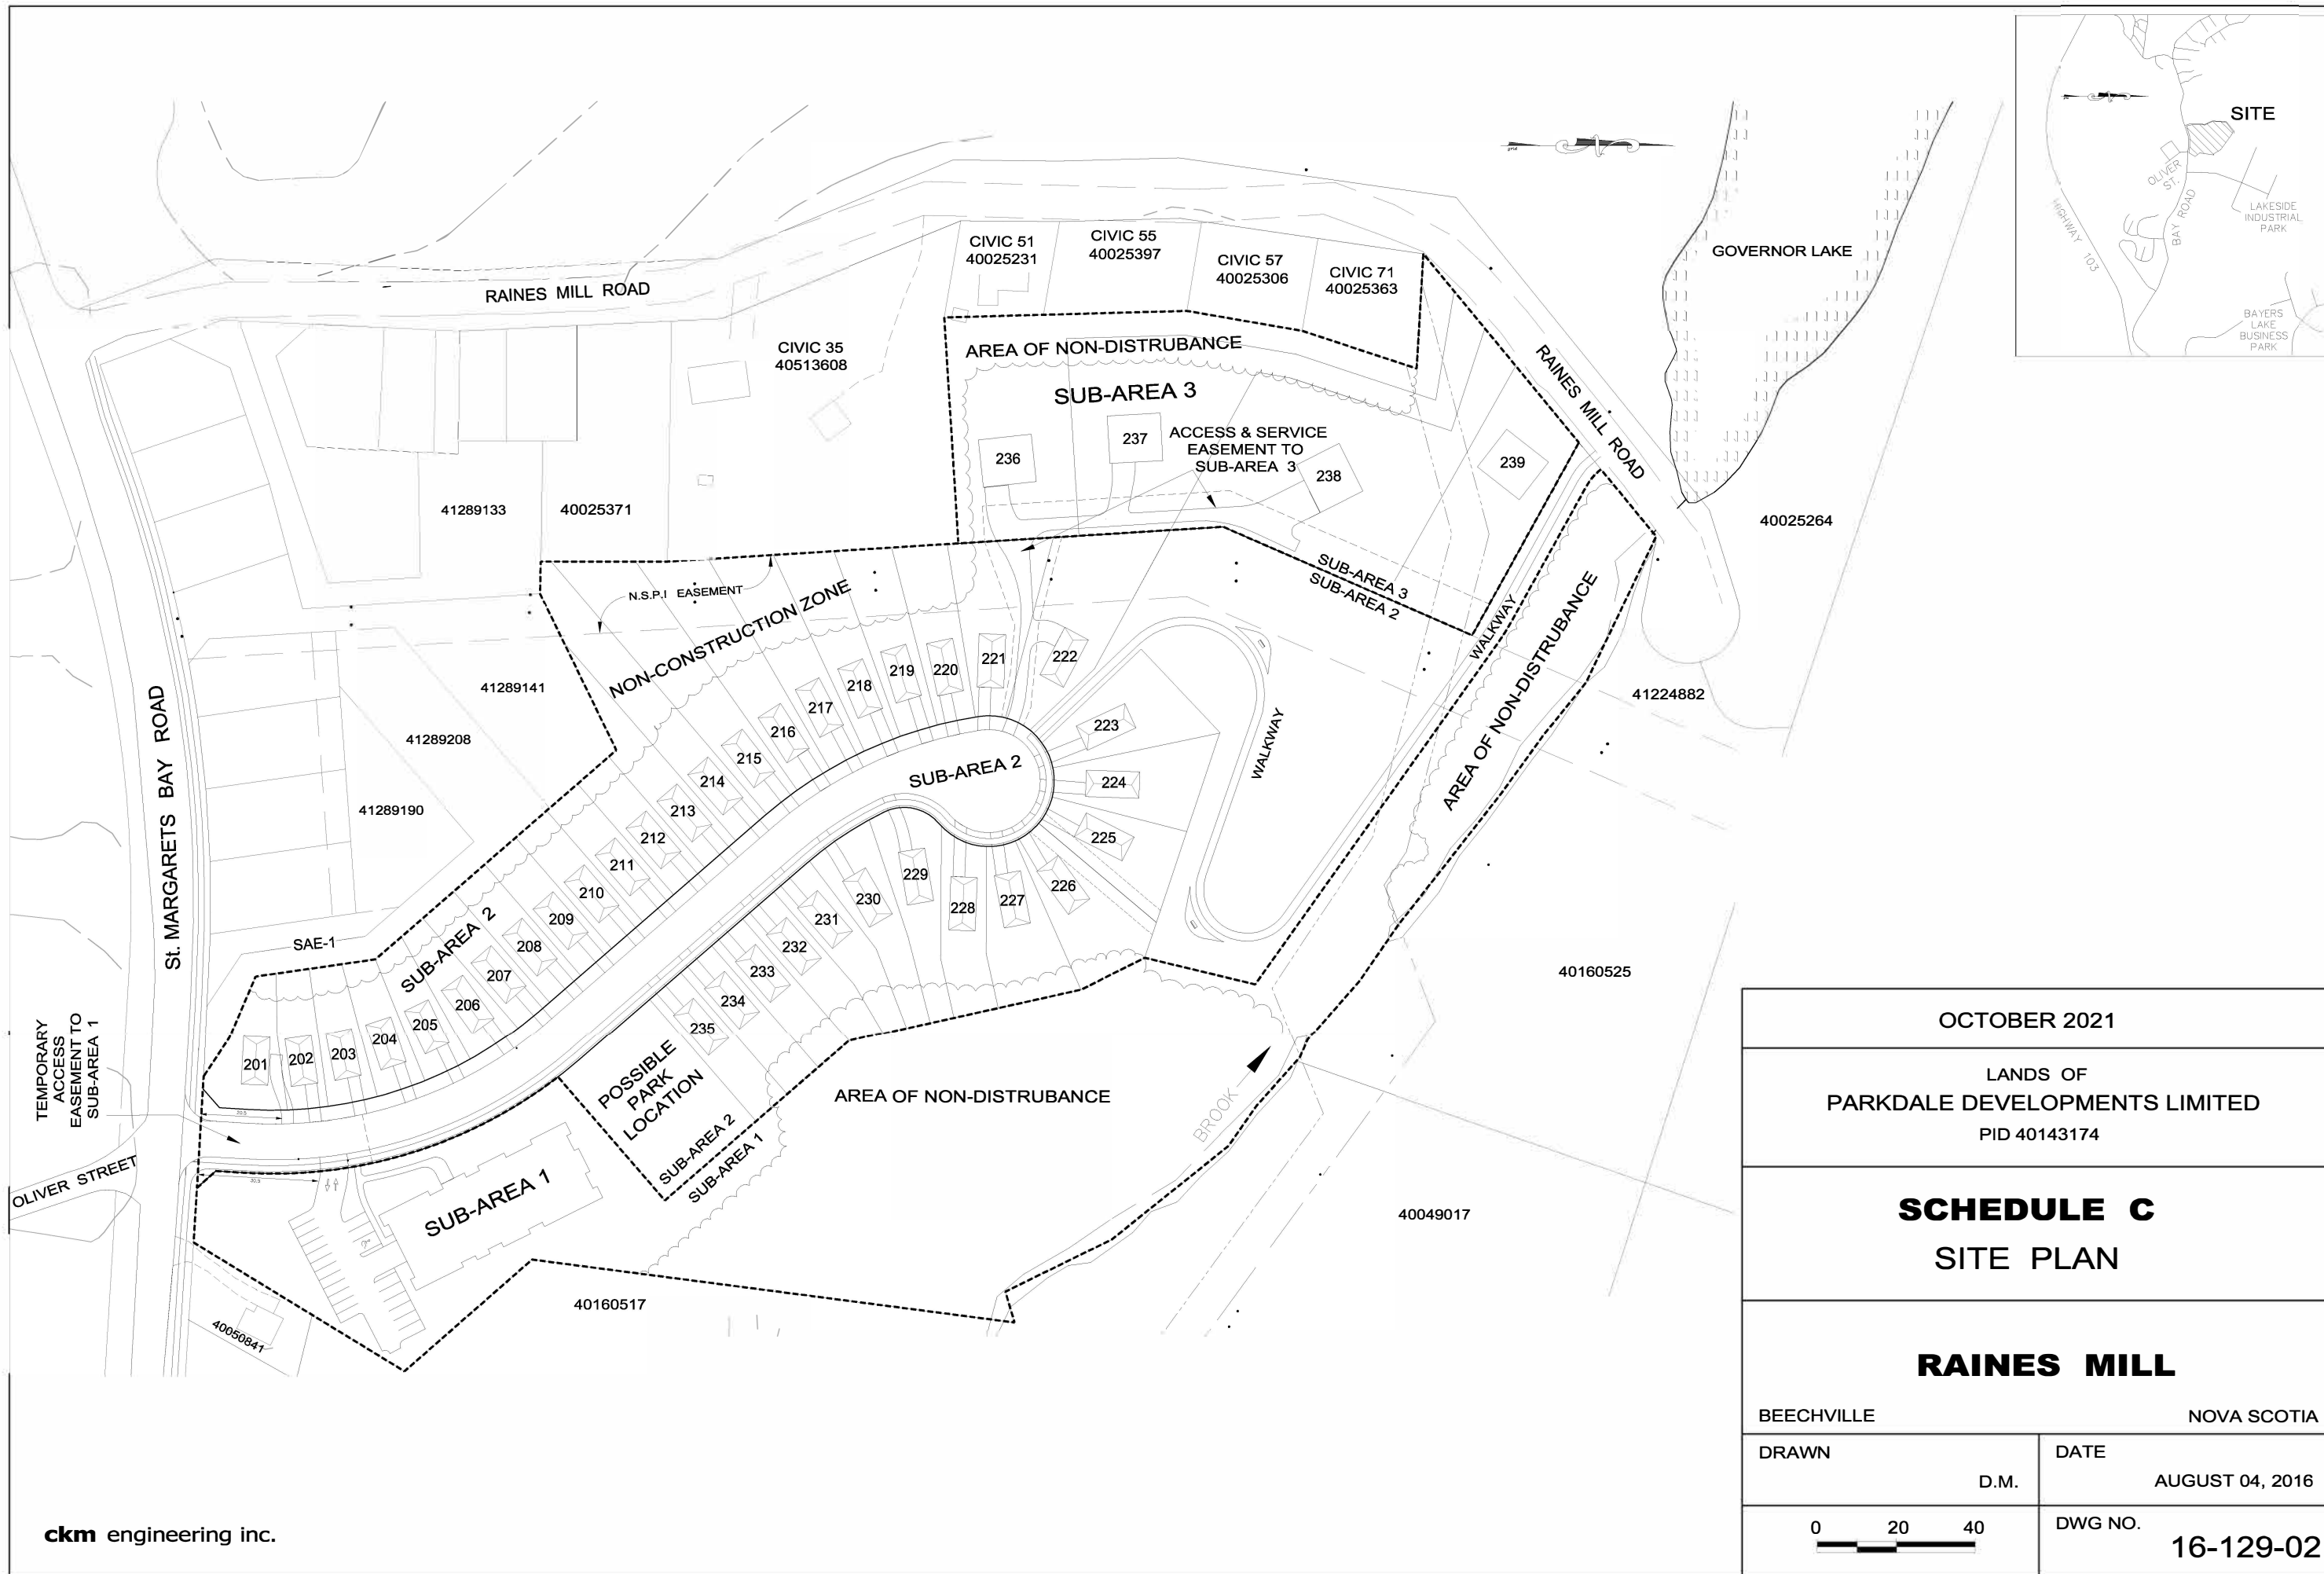 SITE
OLIVER
ST.
HIGHWAY 103
BAY ROAD
LAKESIDE
INDUSTRIAL
PARK
BAYERS
LAKE
BUSINESS
PARK
GOVERNOR LAKE
CIVIC 51
40025231
CIVIC 55
40025397
CIVIC 57
40025306
CIVIC 71
40025363
RAINES MILL ROAD
CIVIC 35
40513608
AREA OF NON-DISTRUBANCE
SUB-AREA 3
RAINES MILL ROAD
236
237
ACCESS & SERVICE
EASEMENT TO
SUB-AREA 3
238
239
41289133
40025371
40025264
N.S.P.I EASEMENT
NON-CONSTRUCTION ZONE
SUB-AREA 3
SUB-AREA 2
WALKWAY
AREA OF NON-DISTRUBANCE
41289141
41224882
41289208
41289190
St. MARGARETS BAY ROAD
222
221
220
219
218
217
216
215
214
213
212
211
210
209
208
207
206
205
204
203
202
201
SUB-AREA 2
223
224
225
226
227
228
229
230
231
232
233
234
235
WALKWAY
SAE-1
SUB-AREA 2
40160525
TEMPORARY
ACCESS
EASEMENT TO
SUB-AREA 1
30.5
30.5
OLIVER STREET
POSSIBLE
PARK
LOCATION
SUB-AREA 2
SUB-AREA 1
AREA OF NON-DISTRUBANCE
BROOK
SUB-AREA 1
40049017
40160517
40050841
OCTOBER 2021
LANDS OF
PARKDALE DEVELOPMENTS LIMITED
PID 40143174
SCHEDULE C
SITE PLAN
RAINES MILL
BEECHVILLE NOVA SCOTIA
DRAWN
D.M.
DATE
AUGUST 04, 2016
0 20 40
DWG NO.
16-129-02
ckm engineering inc.